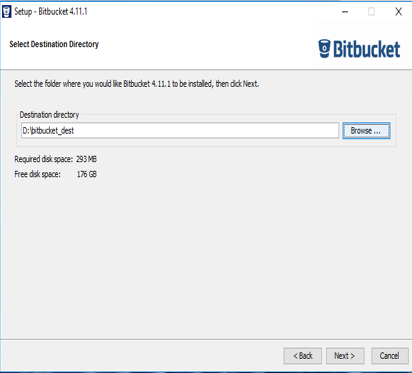 Setup - Bitbucket 4.11.1
Select Destination Directory
Bitbucket
Select the folder where you would like Bitbucket 4.11.1 to be installed, then click Next.
Destination directory
D:\bitbucket_dest
Browse ...
Required disk space: 293 MB
Free disk space: 176 GB
< Back
Next >
Cancel